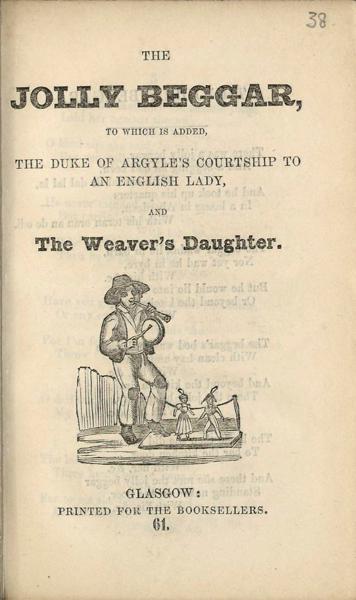 38
THE
JOLLY BEGGAR,
TO WHICH IS ADDED,
THE DUKE OF ARGYLE'S COURTSHIP TO
AN ENGLISH LADY,
AND
The Weaver's Daughter.
GLASGOW:
PRINTED FOR THE BOOKSELLERS.
61.